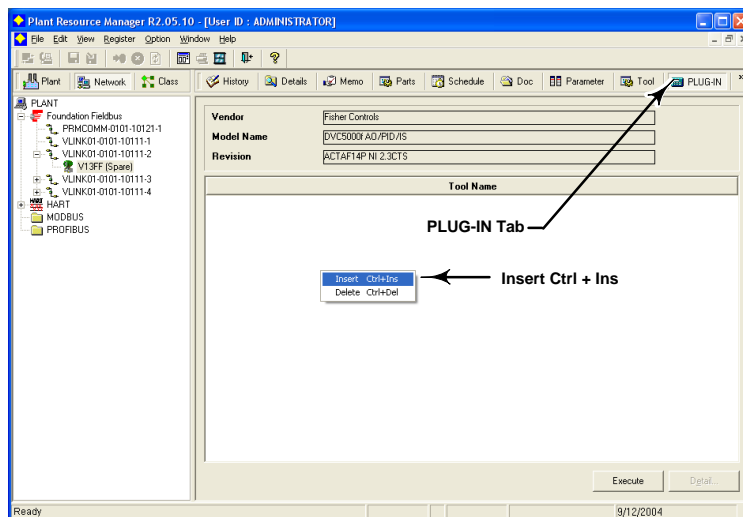 Plant Resource Manager R2.05.10 - [User ID : ADMINISTRATOR]
File Edit View Register Option Window Help
Plant Network Class History Details Memo Parts Schedule Doc Parameter Tool PLUG-IN »
PLANT
Foundation Fieldbus
PRMCOMM-0101-10121-1
VLINK01-0101-10111-1
VLINK01-0101-10111-2
V13FF (Spare)
VLINK01-0101-10111-3
VLINK01-0101-10111-4
HART
MODBUS
PROFIBUS
Vendor Fisher Controls
Model Name DVC5000f AO/PID/IS
Revision ACTAF14P NI 2.3CTS
Tool Name
PLUG-IN Tab
Insert Ctrl+Ins
Delete Ctrl+Del
Insert Ctrl + Ins
Execute Detail...
Ready 9/12/2004